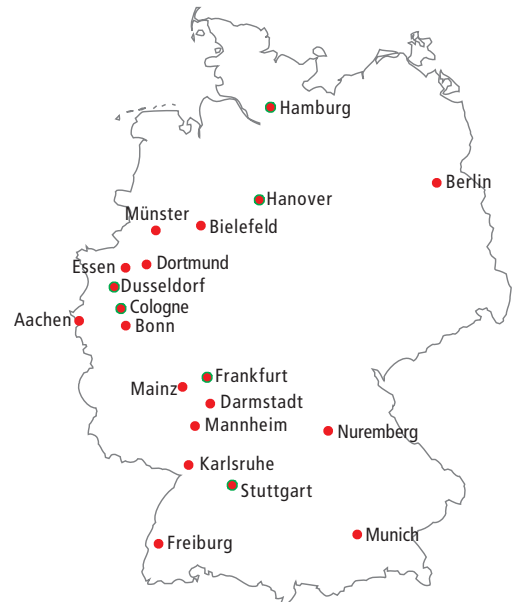 Hamburg
Berlin
Hanover
Münster
Bielefeld
Essen
Dortmund
Dusseldorf
Cologne
Aachen
Bonn
Frankfurt
Mainz
Darmstadt
Mannheim
Nuremberg
Karlsruhe
Stuttgart
Munich
Freiburg